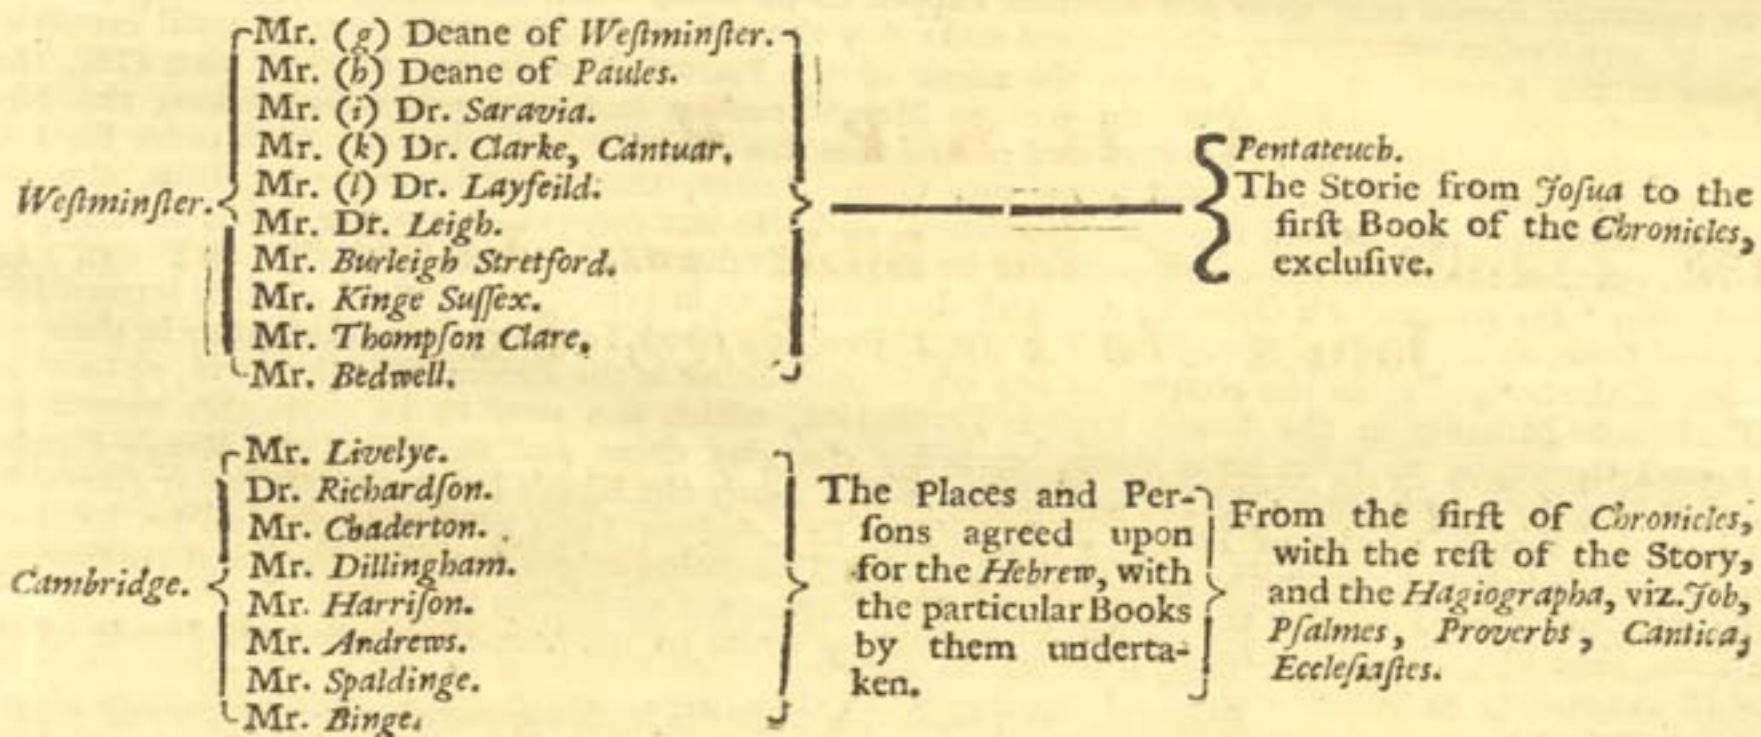 Mr. (g) Deane of Weſtminſter.
Mr. (h) Deane of Paules.
Mr. (i) Dr. Saravia.
Mr. (k) Dr. Clarke, Cantuar.
Mr. (l) Dr. Layfeild.
Weſtminſter.
Mr. Dr. Leigh.
Mr. Burleigh Stretford.
Mr. Kinge Suſſex.
Mr. Thompſon Clare.
Mr. Bedwell.
Pentateuch.
The Storie from Joſua to the
firſt Book of the Chronicles,
excluſive.
Mr. Livelye.
Dr. Richardſon.
Mr. Chaderton.
Mr. Dillingham.
Cambridge.
Mr. Harriſon.
Mr. Andrews.
Mr. Spaldinge.
Mr. Binge.
The Places and Per-
ſons agreed upon
for the Hebrew, with
the particular Books
by them underta-
ken.
From the firſt of Chronicles,
with the reſt of the Story,
and the Hagiographa, viz. Job,
Pſalmes, Proverbs, Cantica,
Eccleſiaſtes.